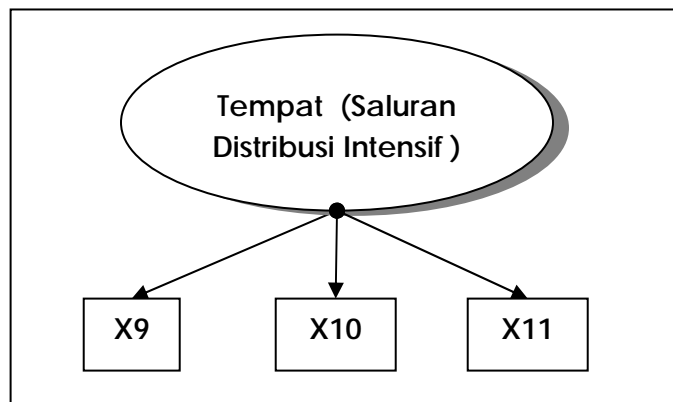 Tempat (Saluran
Distribusi Intensif )
X9
X10
X11